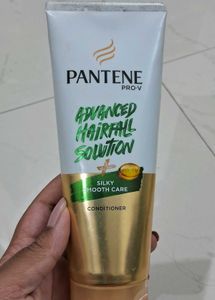 PANTENE
PRO-V
ADVANCED
HAIRFALL
SOLUTION
+
SILKY
SMOOTH CARE
CONDITIONER